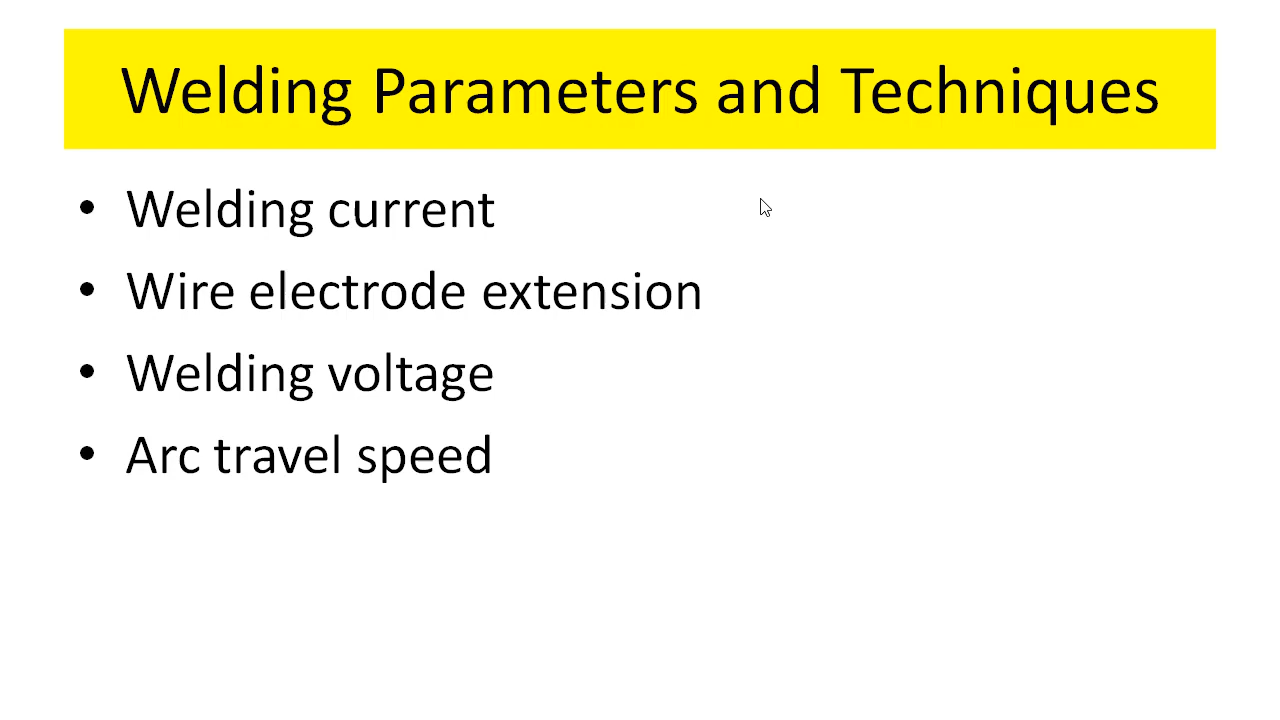 Welding Parameters and Techniques
• Welding current
• Wire electrode extension
• Welding voltage
• Arc travel speed